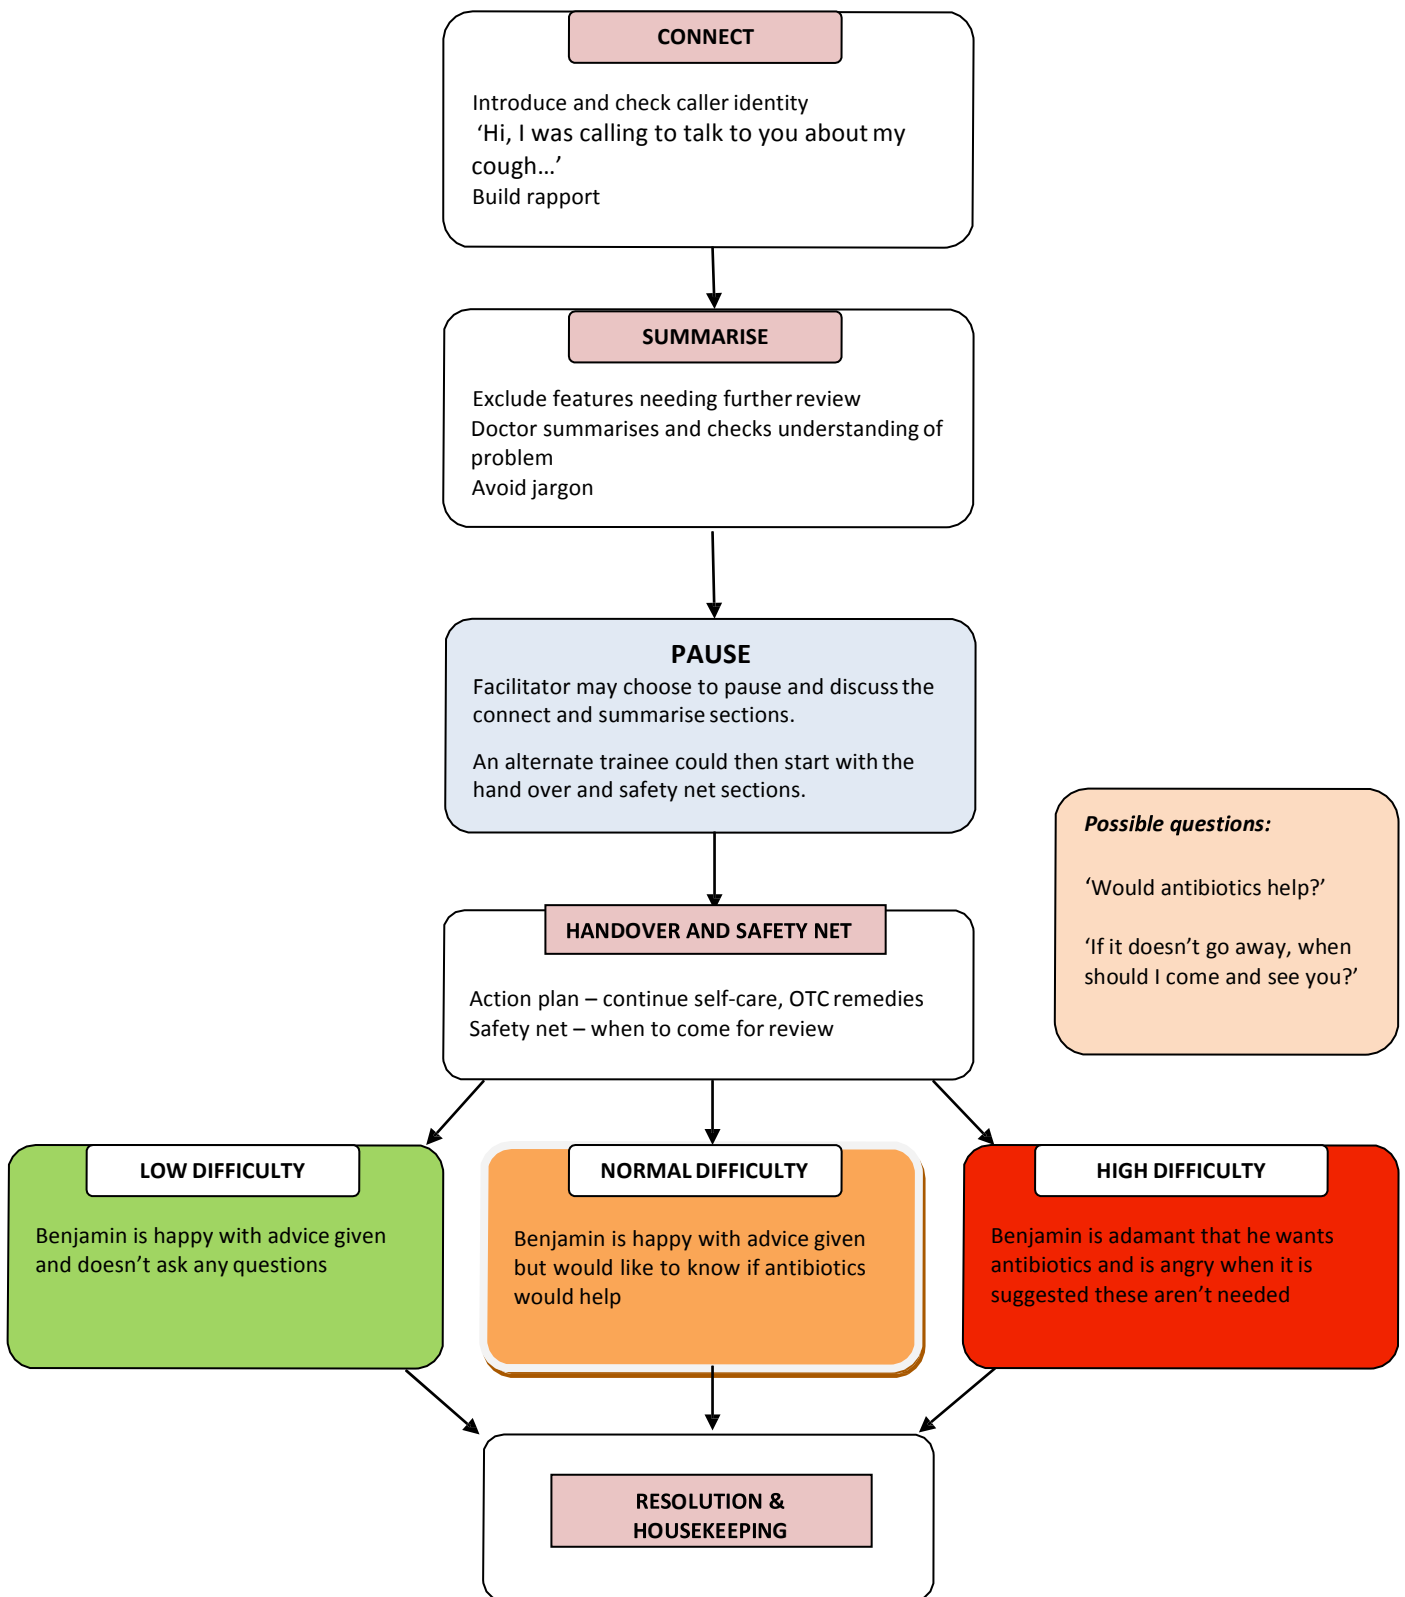 CONNECT
Introduce and check caller identity
‘Hi, I was calling to talk to you about my
cough…’
Build rapport
SUMMARISE
Exclude features needing further review
Doctor summarises and checks understanding of
problem
Avoid jargon
PAUSE
Facilitator may choose to pause and discuss the
connect and summarise sections.
An alternate trainee could then start with the
hand over and safety net sections.
Possible questions:
‘Would antibiotics help?’
‘If it doesn’t go away, when
should I come and see you?’
HANDOVER AND SAFETY NET
Action plan – continue self-care, OTC remedies
Safety net – when to come for review
LOW DIFFICULTY
Benjamin is happy with advice given
and doesn’t ask any questions
NORMAL DIFFICULTY
Benjamin is happy with advice given
but would like to know if antibiotics
would help
HIGH DIFFICULTY
Benjamin is adamant that he wants
antibiotics and is angry when it is
suggested these aren’t needed
RESOLUTION &
HOUSEKEEPING